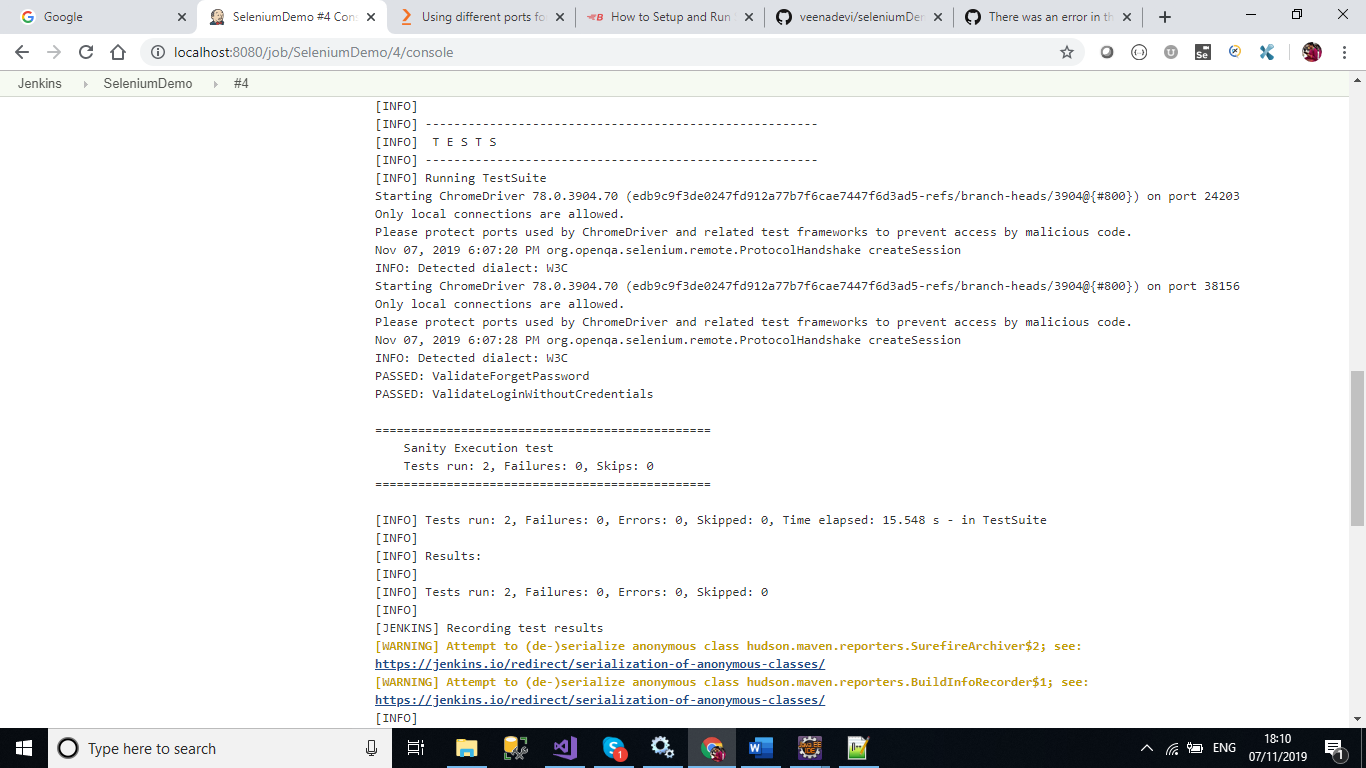 Google
SeleniumDemo #4 Con
Using different ports fo
How to Setup and Run
veenadevi/seleniumDem
There was an error in th
localhost:8080/job/SeleniumDemo/4/console
Jenkins SeleniumDemo #4
[INFO]
[INFO] -------------------------------------------------------
[INFO]  T E S T S
[INFO] -------------------------------------------------------
[INFO] Running TestSuite
Starting ChromeDriver 78.0.3904.70 (edb9c9f3de0247fd912a77b7f6cae7447f6d3ad5-refs/branch-heads/3904@{#800}) on port 24203
Only local connections are allowed.
Please protect ports used by ChromeDriver and related test frameworks to prevent access by malicious code.
Nov 07, 2019 6:07:20 PM org.openqa.selenium.remote.ProtocolHandshake createSession
INFO: Detected dialect: W3C
Starting ChromeDriver 78.0.3904.70 (edb9c9f3de0247fd912a77b7f6cae7447f6d3ad5-refs/branch-heads/3904@{#800}) on port 38156
Only local connections are allowed.
Please protect ports used by ChromeDriver and related test frameworks to prevent access by malicious code.
Nov 07, 2019 6:07:28 PM org.openqa.selenium.remote.ProtocolHandshake createSession
INFO: Detected dialect: W3C
PASSED: ValidateForgetPassword
PASSED: ValidateLoginWithoutCredentials
===============================================
Sanity Execution test
Tests run: 2, Failures: 0, Skips: 0
===============================================
[INFO] Tests run: 2, Failures: 0, Errors: 0, Skipped: 0, Time elapsed: 15.548 s - in TestSuite
[INFO]
[INFO] Results:
[INFO]
[INFO] Tests run: 2, Failures: 0, Errors: 0, Skipped: 0
[INFO]
[JENKINS] Recording test results
[WARNING] Attempt to (de-)serialize anonymous class hudson.maven.reporters.SurefireArchiver$2; see:
https://jenkins.io/redirect/serialization-of-anonymous-classes/
[WARNING] Attempt to (de-)serialize anonymous class hudson.maven.reporters.BuildInfoRecorder$1; see:
https://jenkins.io/redirect/serialization-of-anonymous-classes/
[INFO]
Type here to search
ENG
18:10
07/11/2019